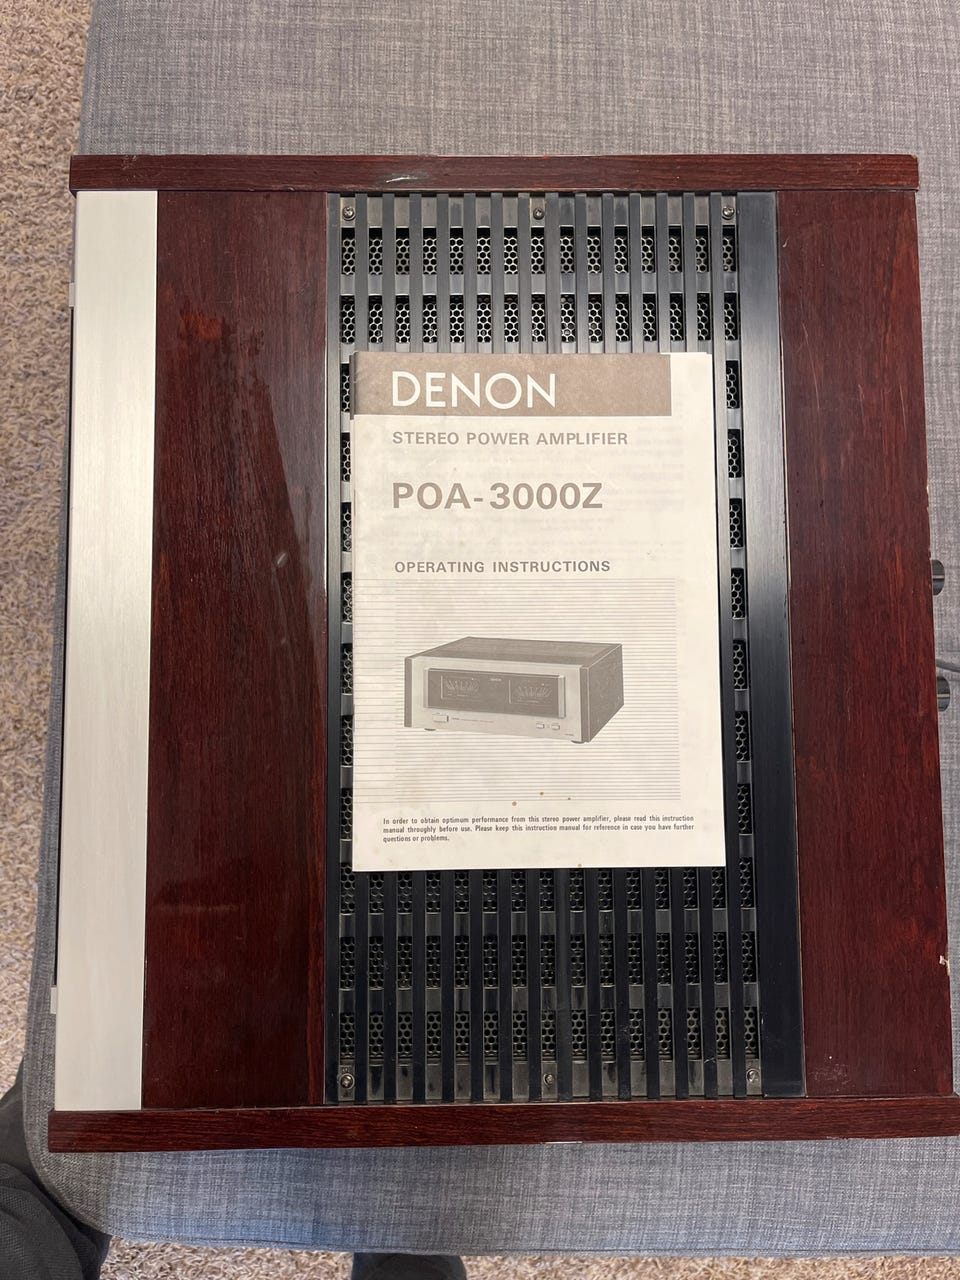 DENON
STEREO POWER AMPLIFIER
POA-3000Z
OPERATING INSTRUCTIONS
DENON
In order to obtain optimum performance from this stereo power amplifier, please read this instruction
manual throughly before use. Please keep this instruction manual for reference in case you have further
questions or problems.